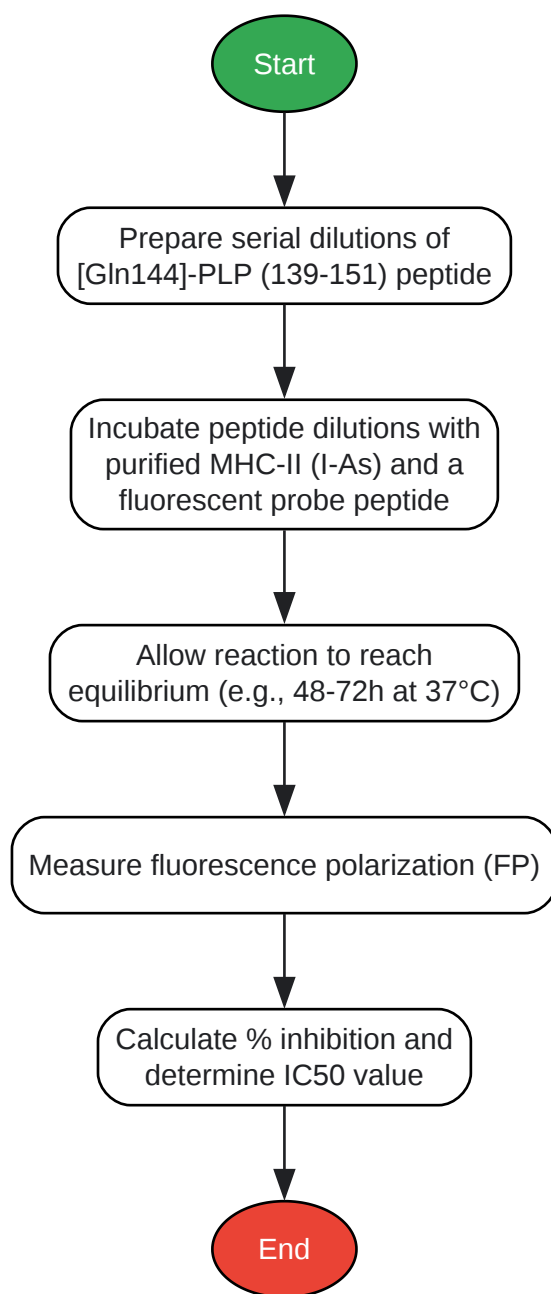 Start
Prepare serial dilutions of
[Gln144]-PLP (139-151) peptide
Incubate peptide dilutions with
purified MHC-II (I-As) and a
fluorescent probe peptide
Allow reaction to reach
equilibrium (e.g., 48-72h at 37°C)
Measure fluorescence polarization (FP)
Calculate % inhibition and
determine IC50 value
End